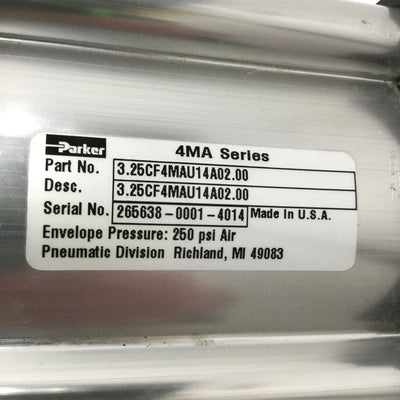 Parker 4MA Series
Part No. 3.25CF4MAU14A02.00
Desc. 3.25CF4MAU14A02.00
Serial No. 265638-0001-4014 Made in U.S.A.
Envelope Pressure: 250 psi Air
Pneumatic Division Richland, MI 49083